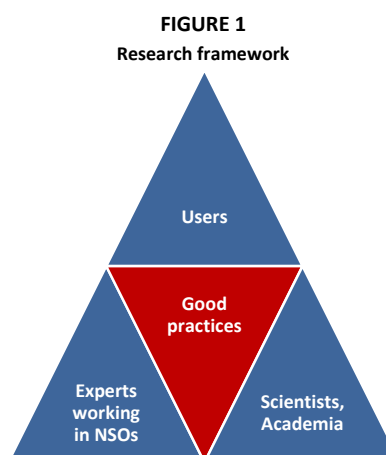 FIGURE 1
Research framework
Users
Good
practices
Experts
working
in NSOs
Scientists,
Academia